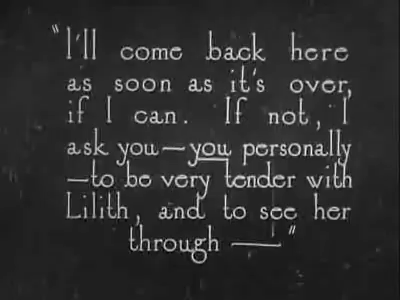 "I'll come back here
as soon as it's over,
if I can. If not, I
ask you—you personally
—to be very tender with
Lilith, and to see her
through —"